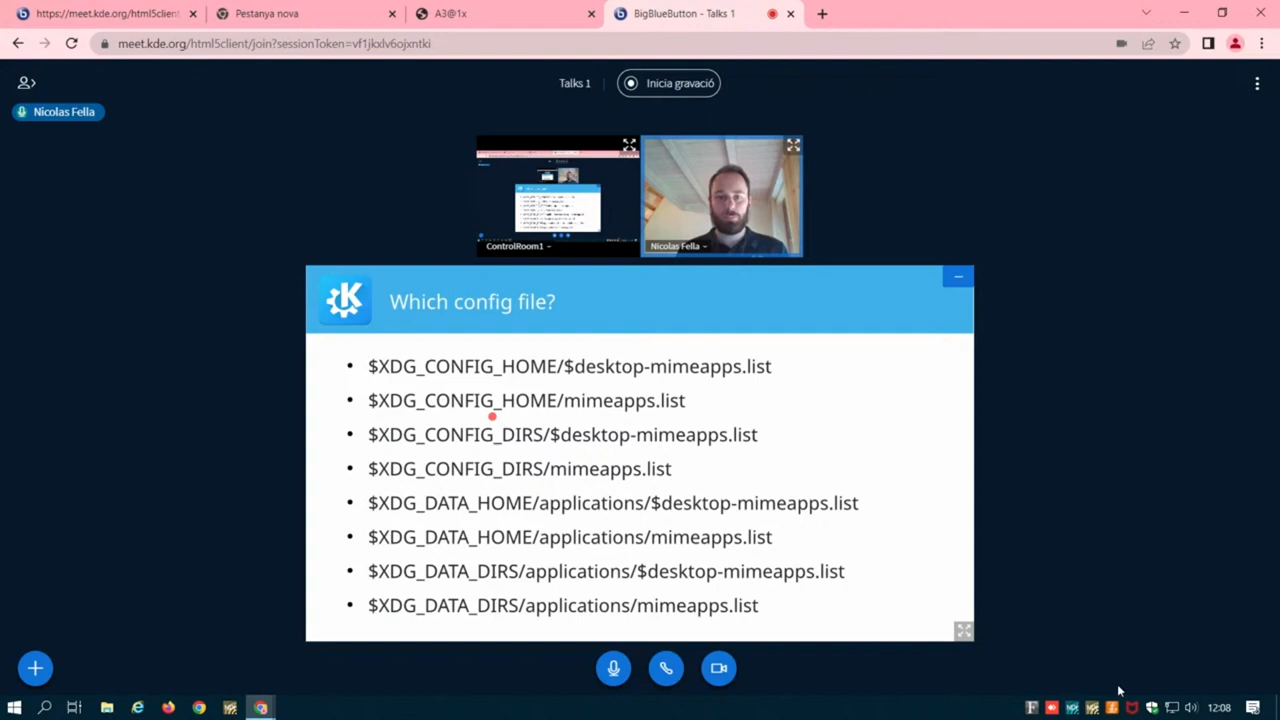 https://meet.kde.org/html5client
Pestanya nova
A3@1x
BigBlueButton - Talks 1
meet.kde.org/html5client/join?sessionToken=vf1jkxlv6ojxntki
Talks 1
Inicia gravació
Nicolas Fella
ControlRoom1
Nicolas Fella
Which config file?
• $XDG_CONFIG_HOME/$desktop-mimeapps.list
• $XDG_CONFIG_HOME/mimeapps.list
• $XDG_CONFIG_DIRS/$desktop-mimeapps.list
• $XDG_CONFIG_DIRS/mimeapps.list
• $XDG_DATA_HOME/applications/$desktop-mimeapps.list
• $XDG_DATA_HOME/applications/mimeapps.list
• $XDG_DATA_DIRS/applications/$desktop-mimeapps.list
• $XDG_DATA_DIRS/applications/mimeapps.list
12:08